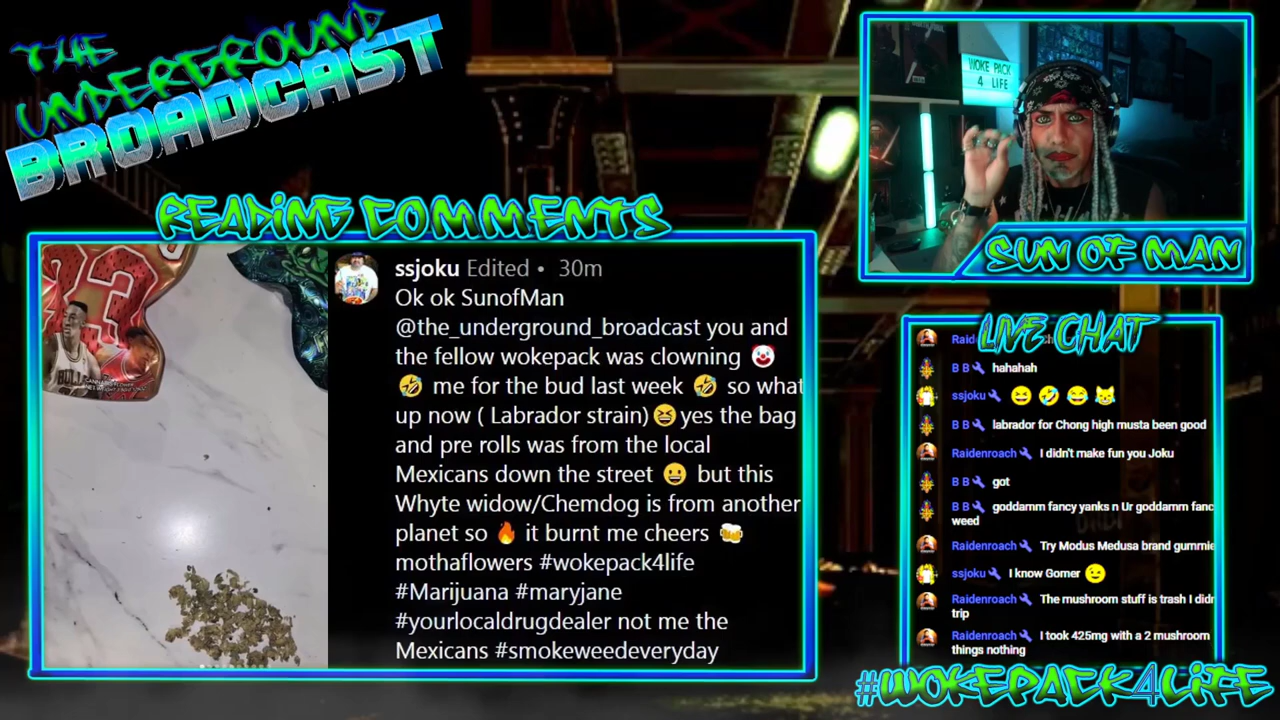 THE
UNDERGROUND
BROADCAST
READING COMMENTS
ssjoku Edited • 30m
Ok ok SunofMan
@the_underground_broadcast you and
the fellow wokepack was clowning 🤡
🤣 me for the bud last week 🤣 so what
up now ( Labrador strain)😆yes the bag
and pre rolls was from the local
Mexicans down the street 😀 but this
Whyte widow/Chemdog is from another
planet so 🔥 it burnt me cheers 🍻
mothaflowers #wokepack4life
#Marijuana #maryjane
#yourlocaldrugdealer not me the
Mexicans #smokeweedeveryday
33
BULL
WOKE PACK
4 LIFE
SUN OF MAN
LIVE CHAT
Raid
B B hahahah
ssjoku 😆 🤣 😂 😹
B B labrador for Chong high musta been good
Raidenroach I didn't make fun you Joku
B B got
B B goddamm fancy yanks n Ur goddamm fanc
weed
Raidenroach Try Modus Medusa brand gummie
ssjoku I know Gomer 😉
Raidenroach The mushroom stuff is trash I didn
trip
Raidenroach I took 425mg with a 2 mushroom
things nothing
#WOKEPACK4LIFE